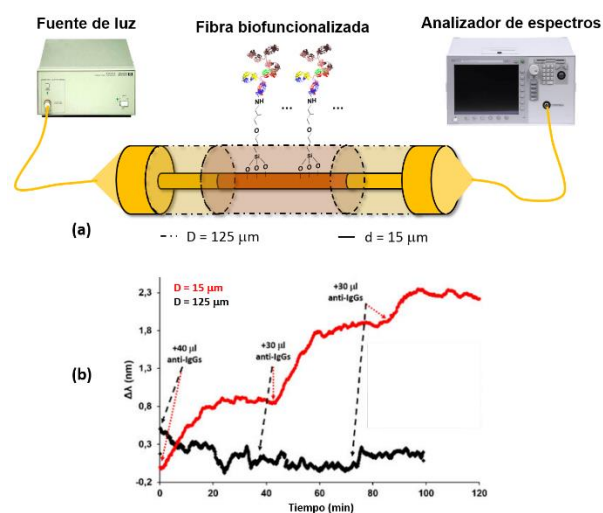 Fuente de luz
Fibra biofuncionalizada
Analizador de espectros
NH
NH
...
...
O
O
Si
Si
O O O
O O O
(a)
D = 125 μm
d = 15 μm
D = 15 μm
D = 125 μm
+40 μl
anti-IgGs
+30 μl
anti-IgGs
+30 μl
anti-IgGs
(b)
Δλ (nm)
2,3
1,8
1,3
0,8
0,3
-0,2
0
20
40
60
80
100
120
Tiempo (min)